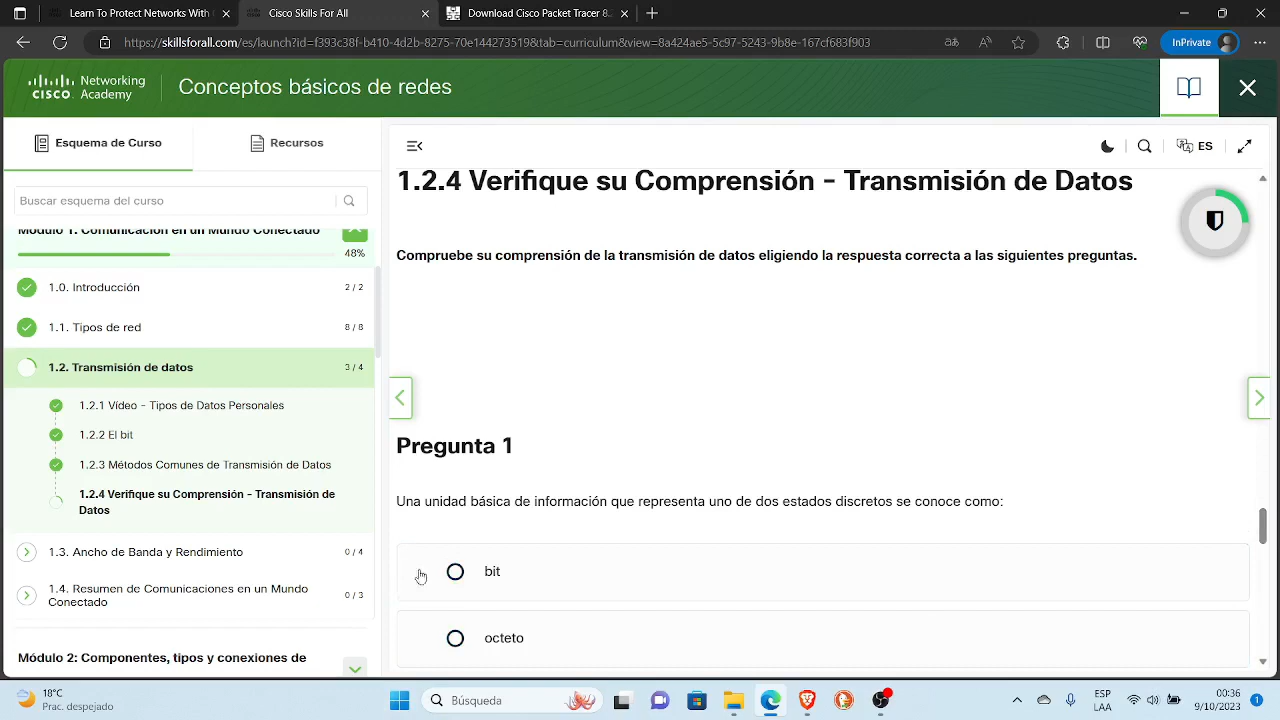 Learn To Protect Networks With
Cisco Skills For All
Download Cisco Packet Tracer 8.
https://skillsforall.com/es/launch?id=f393c38f-b410-4d2b-8275-7051442735198&tab=curriculum&view=8a424ae5-5c97-5243-9b9e-167cf683f903
InPrivate
CISCO
Networking
Academy
Conceptos básicos de redes
Esquema de Curso
Recursos
Buscar esquema del curso
Módulo 1: Comunicación en un Mundo Conectado
48%
1.0. Introducción
2 / 2
1.1. Tipos de red
8 / 8
1.2. Transmisión de datos
3 / 4
1.2.1 Vídeo - Tipos de Datos Personales
1.2.2 El bit
1.2.3 Métodos Comunes de Transmisión de Datos
1.2.4 Verifique su Comprensión - Transmisión de
Datos
1.3. Ancho de Banda y Rendimiento
0 / 4
1.4. Resumen de Comunicaciones en un Mundo
Conectado
0 / 3
Módulo 2: Componentes, tipos y conexiones de
ES
1.2.4 Verifique su Comprensión - Transmisión de Datos
Compruebe su comprensión de la transmisión de datos eligiendo la respuesta correcta a las siguientes preguntas.
Pregunta 1
Una unidad básica de información que representa uno de dos estados discretos se conoce como:
bit
octeto
18°C
Prac. despejado
Búsqueda
ESP
LAA
00:36
9/10/2023
1